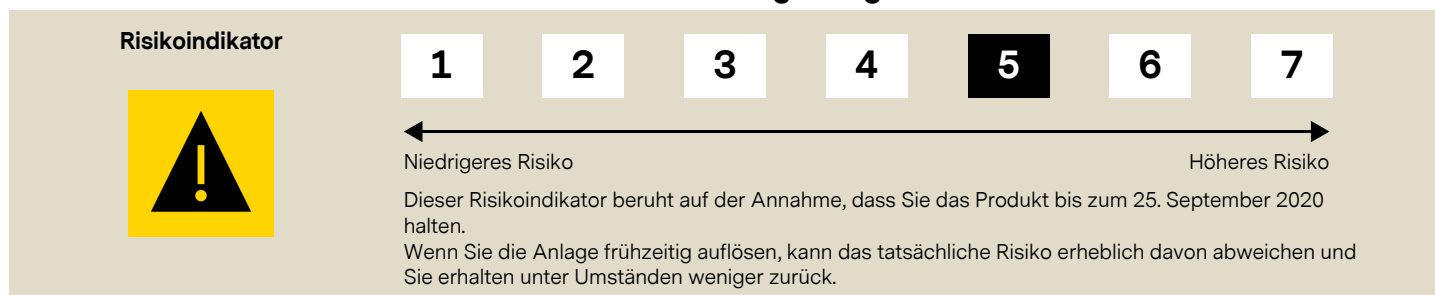 Risikoindikator
1 2 3 4 5 6 7
Niedrigeres Risiko Höheres Risiko
Dieser Risikoindikator beruht auf der Annahme, dass Sie das Produkt bis zum 25. September 2020
halten.
Wenn Sie die Anlage frühzeitig auflösen, kann das tatsächliche Risiko erheblich davon abweichen und
Sie erhalten unter Umständen weniger zurück.